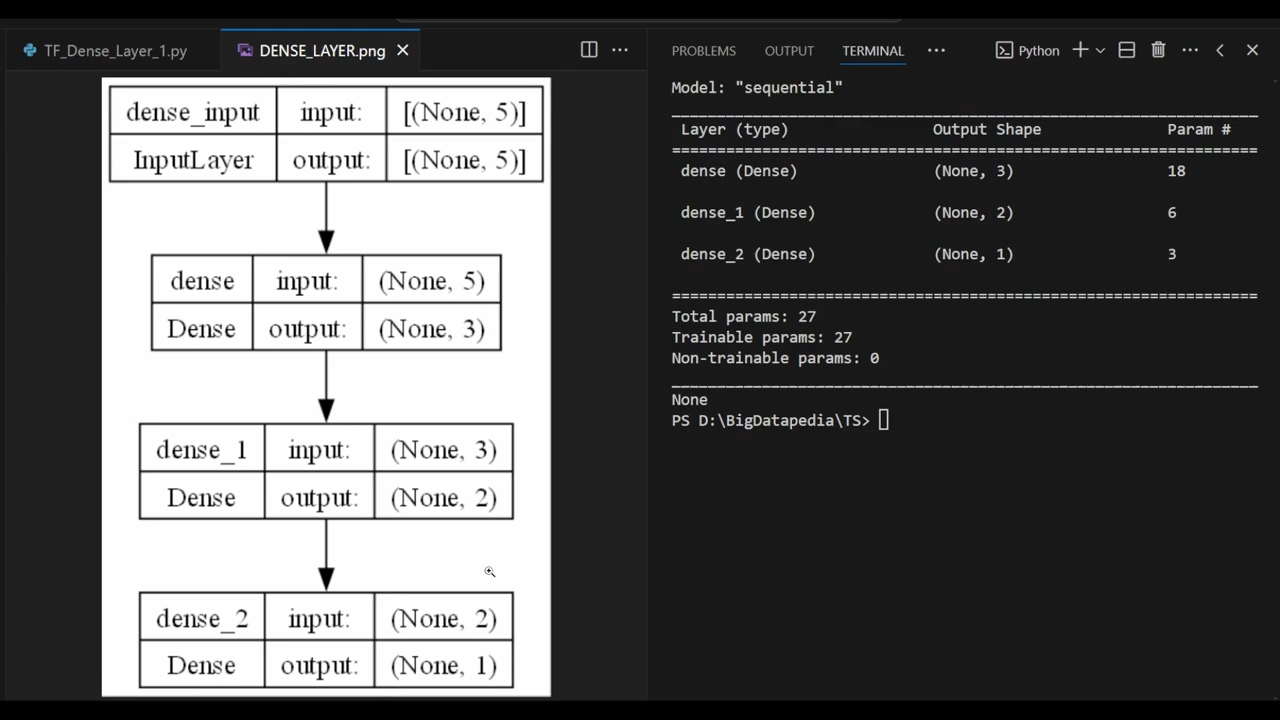 TF_Dense_Layer_1.py
DENSE_LAYER.png
dense_input input: [(None, 5)]
InputLayer output: [(None, 5)]
dense input: (None, 5)
Dense output: (None, 3)
dense_1 input: (None, 3)
Dense output: (None, 2)
dense_2 input: (None, 2)
Dense output: (None, 1)
PROBLEMS OUTPUT TERMINAL Python
Model: "sequential"
Layer (type) Output Shape Param #
dense (Dense) (None, 3) 18
dense_1 (Dense) (None, 2) 6
dense_2 (Dense) (None, 1) 3
Total params: 27
Trainable params: 27
Non-trainable params: 0
None
PS D:\BigDatapedia\TS>